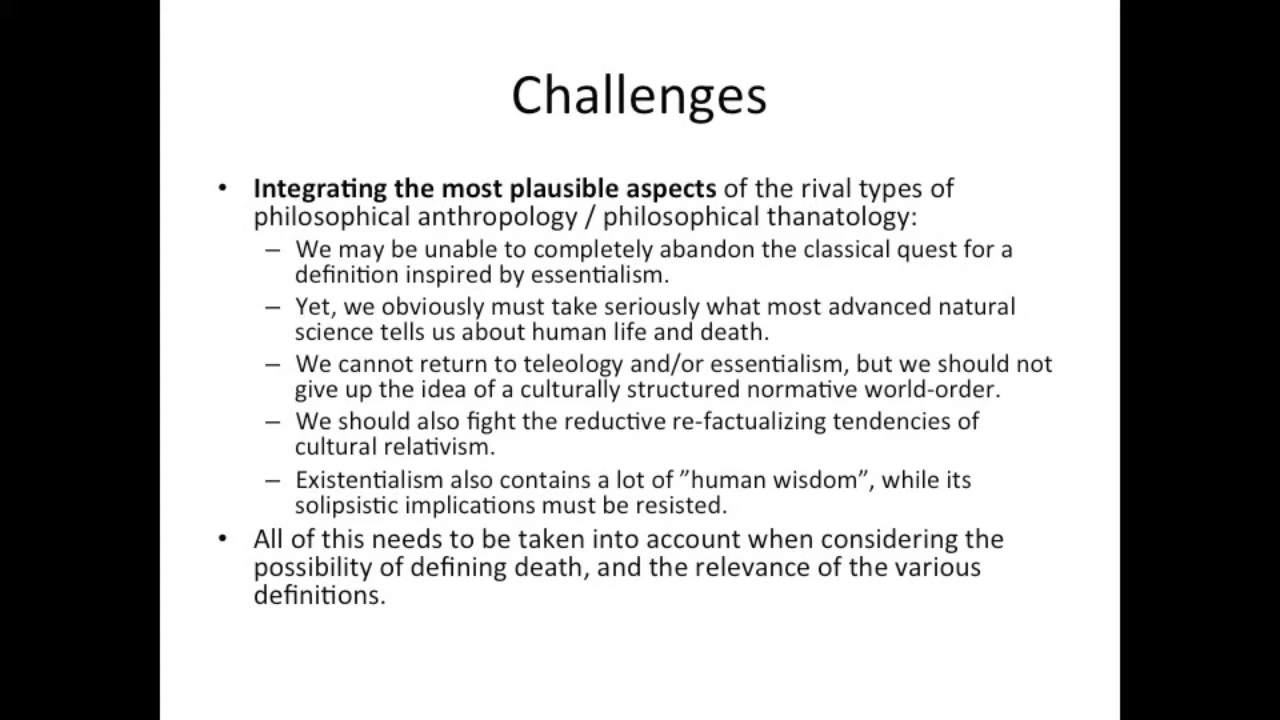 Challenges
• Integrating the most plausible aspects of the rival types of
philosophical anthropology / philosophical thanatology:
– We may be unable to completely abandon the classical quest for a
definition inspired by essentialism.
– Yet, we obviously must take seriously what most advanced natural
science tells us about human life and death.
– We cannot return to teleology and/or essentialism, but we should not
give up the idea of a culturally structured normative world-order.
– We should also fight the reductive re-factualizing tendencies of
cultural relativism.
– Existentialism also contains a lot of ”human wisdom”, while its
solipsistic implications must be resisted.
• All of this needs to be taken into account when considering the
possibility of defining death, and the relevance of the various
definitions.